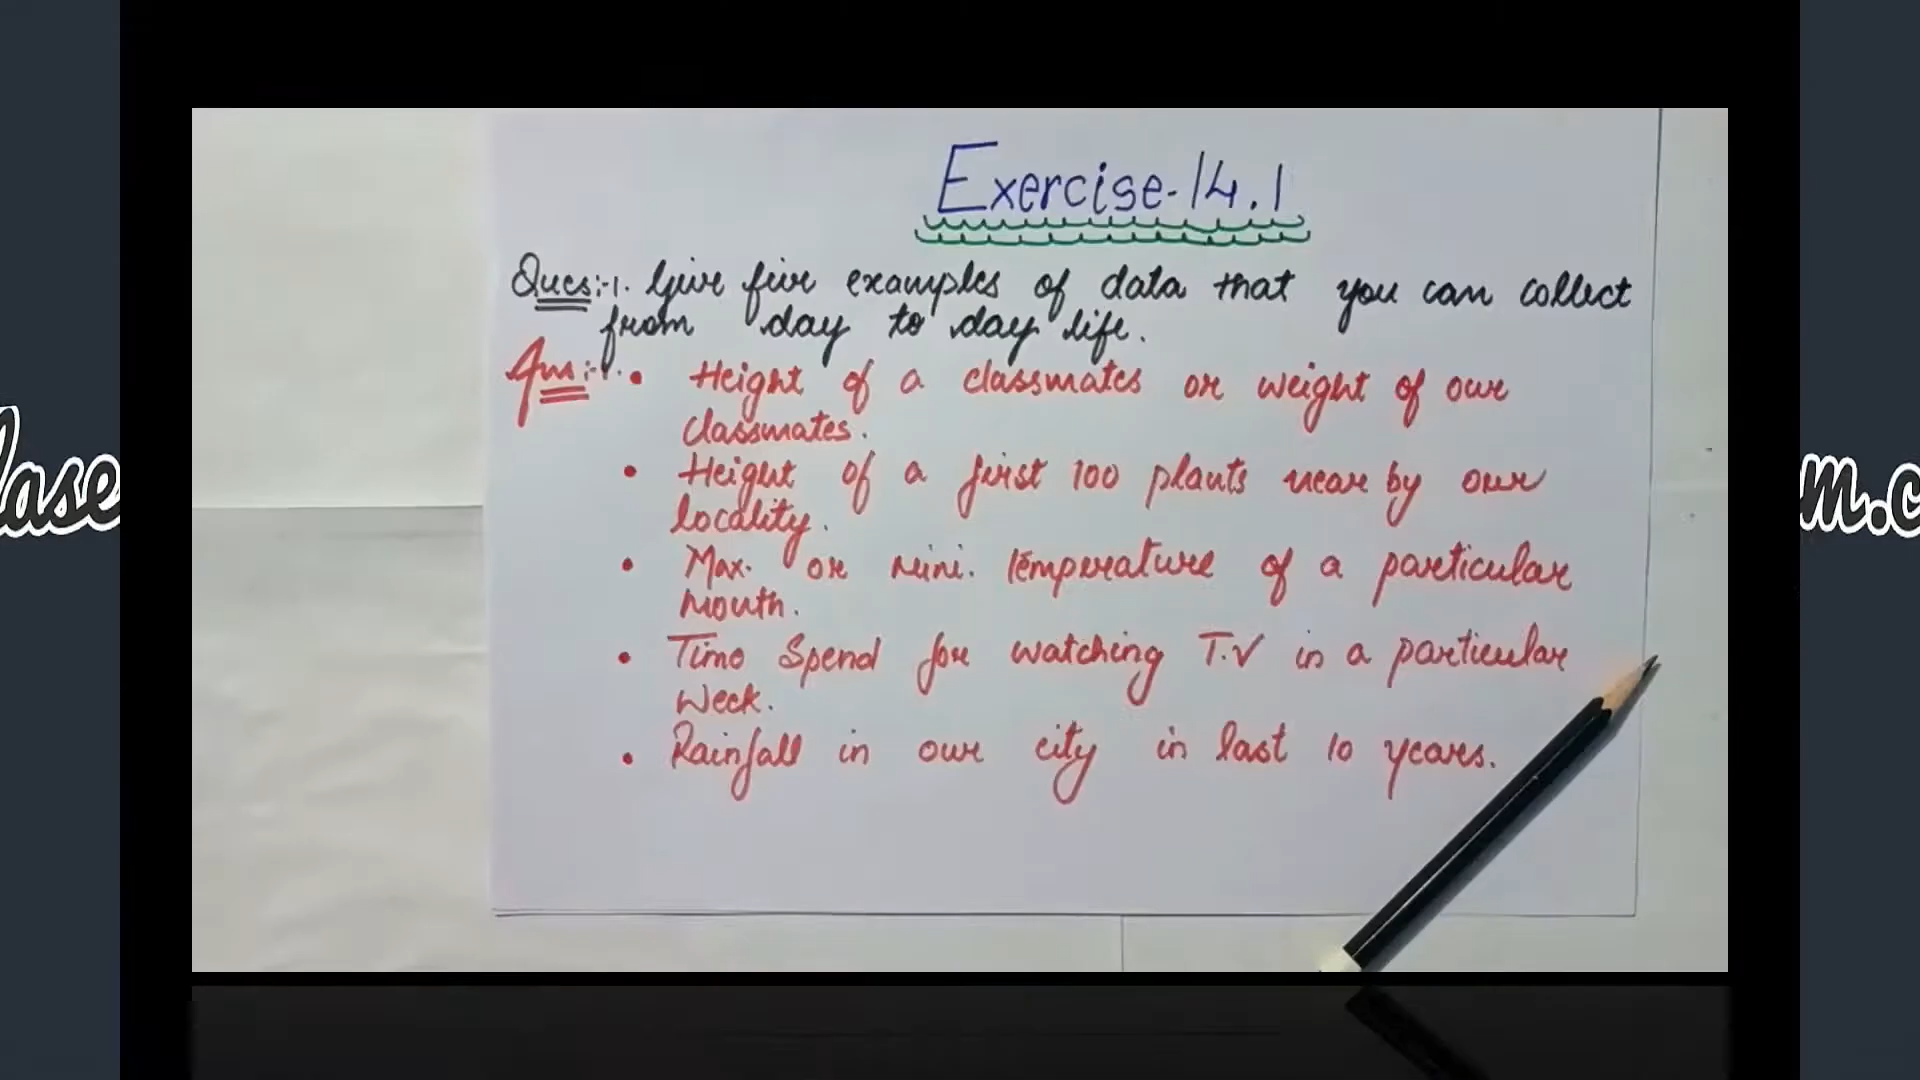 Exercise-14.1
Ques:-1. Give five examples of data that you can collect
from day to day life.
Ans:-1. • Height of a classmates or weight of our
classmates.
• Height of a first 100 plants near by our
locality.
• Max. or mini. temperature of a particular
month.
• Time Spend for watching T.V in a particular
Week.
• Rainfall in our city in last 10 years.
lase
m.c